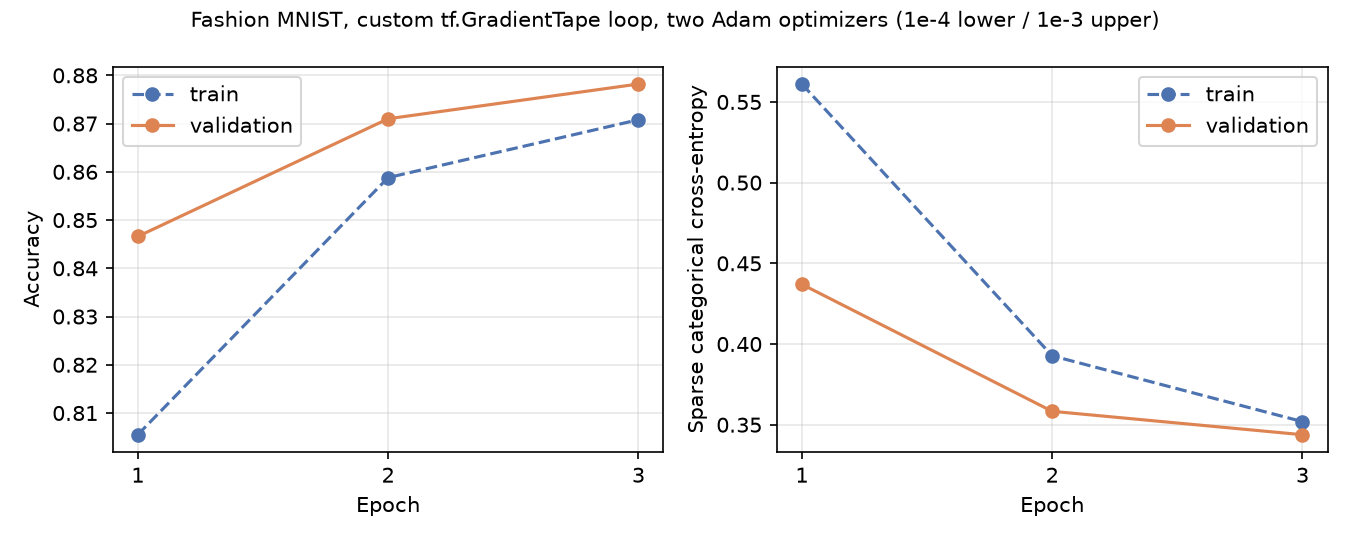 Fashion MNIST, custom tf.GradientTape loop, two Adam optimizers (1e-4 lower / 1e-3 upper)
Accuracy
0.88
0.87
0.86
0.85
0.84
0.83
0.82
0.81
train
validation
1
2
3
Epoch
Sparse categorical cross-entropy
0.55
0.50
0.45
0.40
0.35
train
validation
1
2
3
Epoch